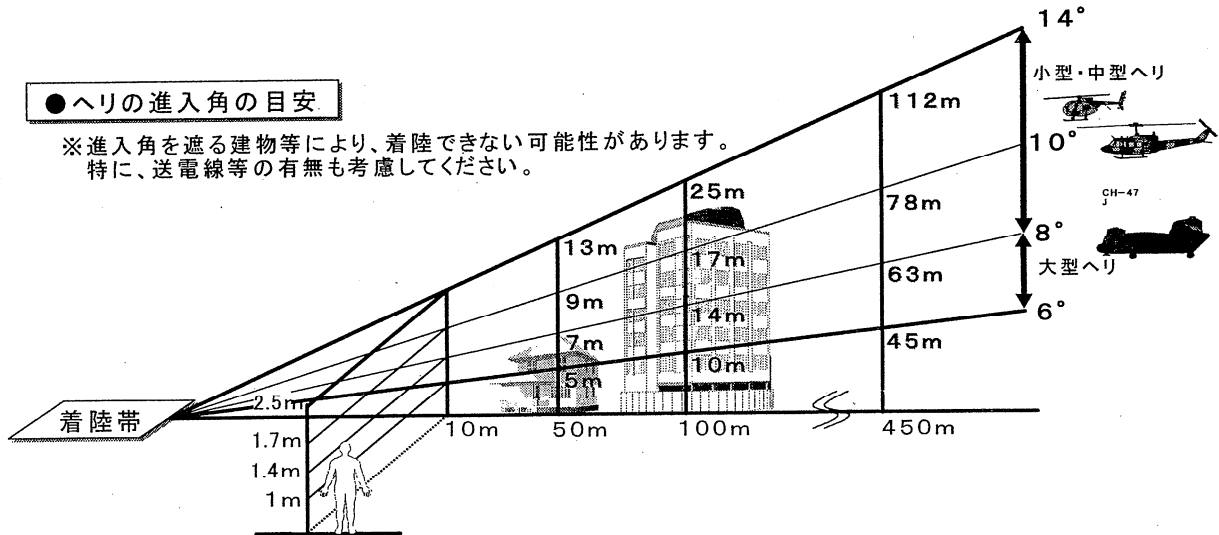 ●ヘリの進入角の目安
※進入角を遮る建物等により、着陸できない可能性があります。
特に、送電線等の有無も考慮してください。
14°
小型・中型ヘリ
10°
CH-47
J
8°
大型ヘリ
6°
112m
78m
63m
45m
25m
17m
14m
10m
13m
9m
7m
5m
2.5m
1.7m
1.4m
1m
着陸帯
10m
50m
100m
450m